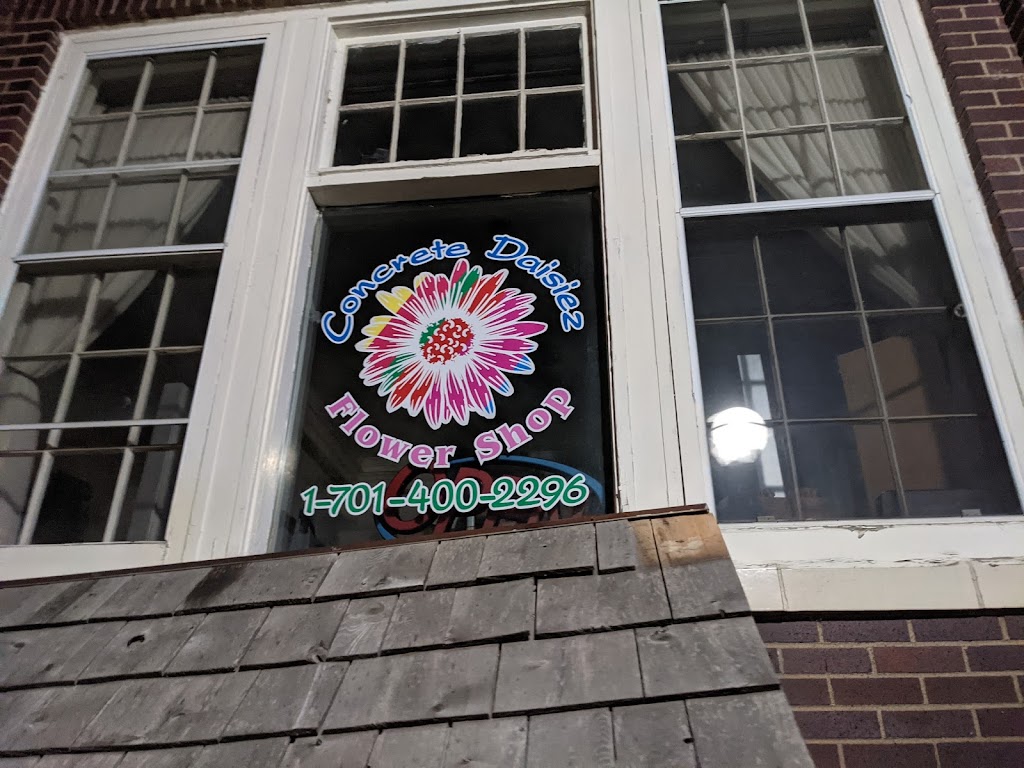 Concrete Daisiez
Flower Shop
1-701-400-2296